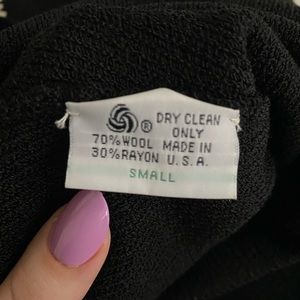 ® DRY CLEAN
ONLY
70% WOOL MADE IN
30% RAYON U.S.A.
SMALL